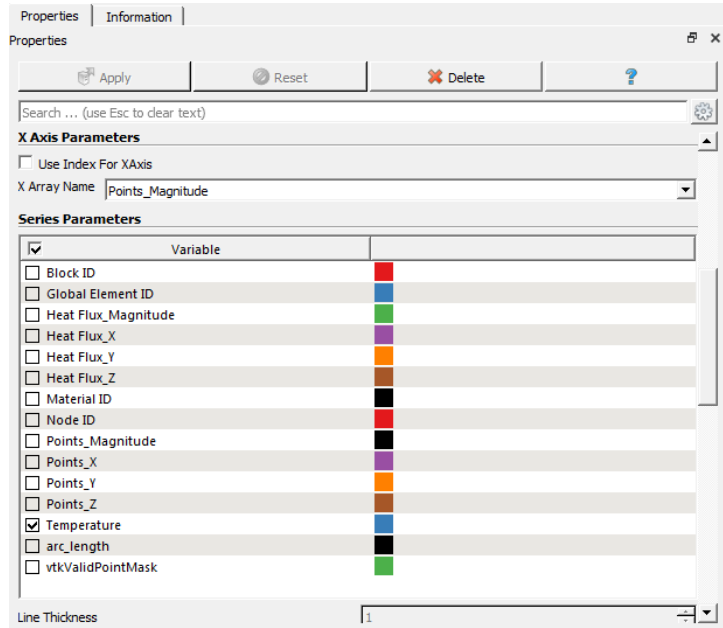 Properties Information
Properties
Apply Reset Delete ?
Search ... (use Esc to clear text)
X Axis Parameters
Use Index For XAxis
X Array Name Points_Magnitude
Series Parameters
Variable
Block ID
Global Element ID
Heat Flux_Magnitude
Heat Flux_X
Heat Flux_Y
Heat Flux_Z
Material ID
Node ID
Points_Magnitude
Points_X
Points_Y
Points_Z
Temperature
arc_length
vtkValidPointMask
Line Thickness 1